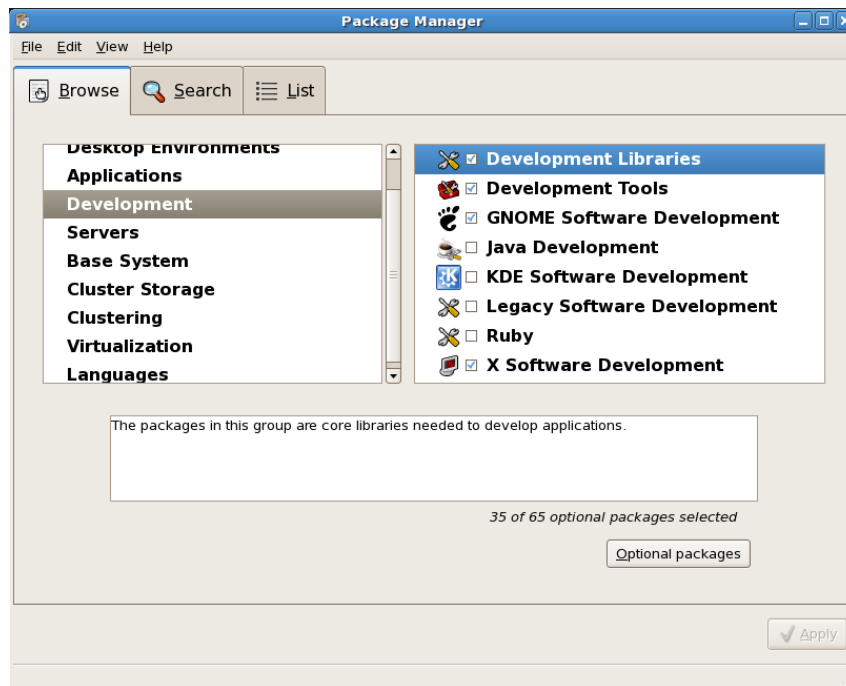 Package Manager
File Edit View Help
Browse Search List
Desktop Environments
Applications
Development
Servers
Base System
Cluster Storage
Clustering
Virtualization
Languages
Development Libraries
Development Tools
GNOME Software Development
Java Development
KDE Software Development
Legacy Software Development
Ruby
X Software Development
The packages in this group are core libraries needed to develop applications.
35 of 65 optional packages selected
Optional packages
Apply